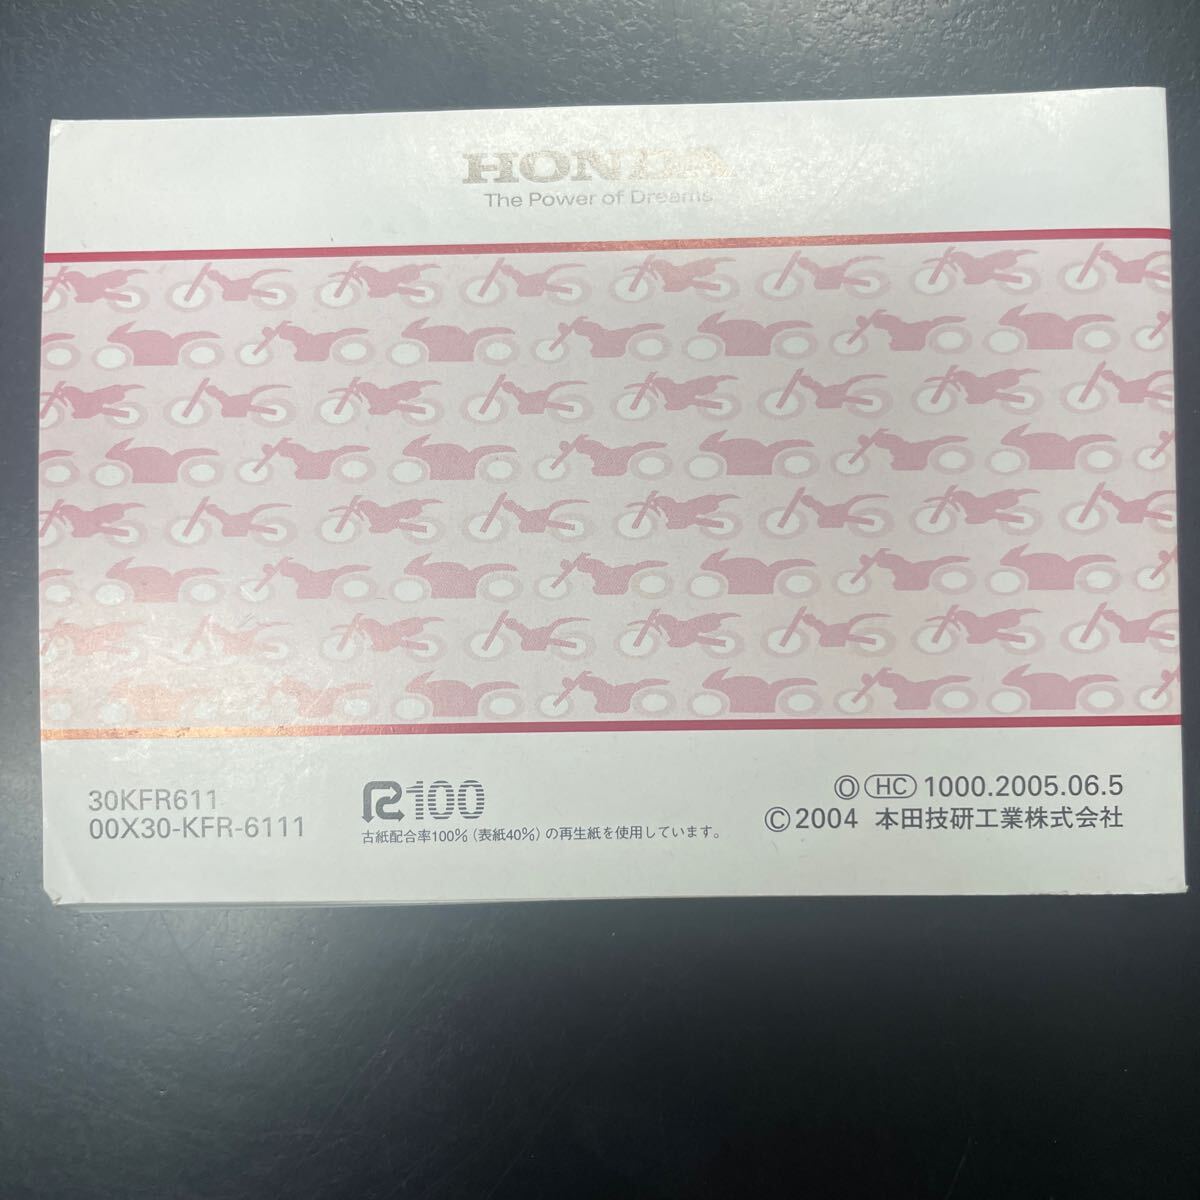 HONDA
The Power of Dreams
30KFR611
00X30-KFR-6111
R100
古紙配合率100%(表紙40%)の再生紙を使用しています。
Ⓞ HC 1000.2005.06.5
©2004 本田技研工業株式会社